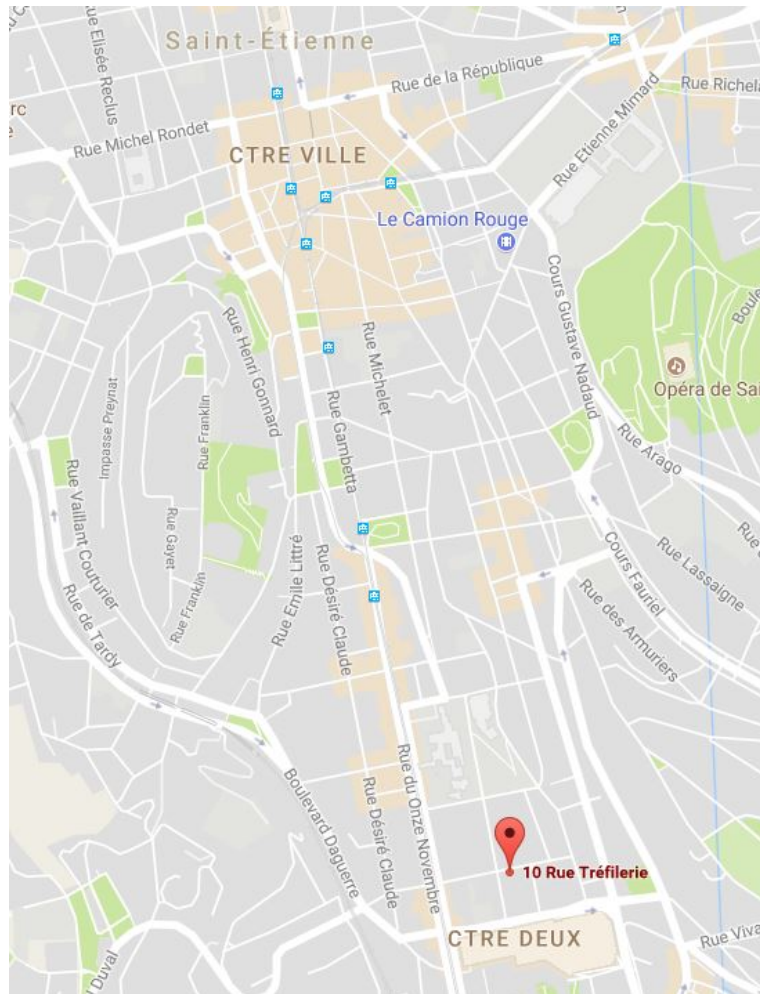 Saint-Étienne
Rue Elisée Reclus
Rue de la République
Rue Richela
Rue Michel Rondet
CTRE VILLE
Rue Etienne Mimard
Le Camion Rouge
Cours Gustave Nadaud
Rue Henri Gonnard
Rue Michelet
Opéra de Sai
Impasse Preynat
Rue Franklin
Rue Gambetta
Rue Arago
Rue Vaillant Couturier
Rue Gayet
Rue Emile Littré
Rue Désiré Claude
Cours Fauriel
Rue Lassaigne
Rue Franklin
Rue des Armuriers
Rue de Tardy
Rue du Onze Novembre
Boulevard Daguerre
Rue Désiré Claude
10 Rue Tréfilerie
CTRE DEUX
Rue Viva
Duval